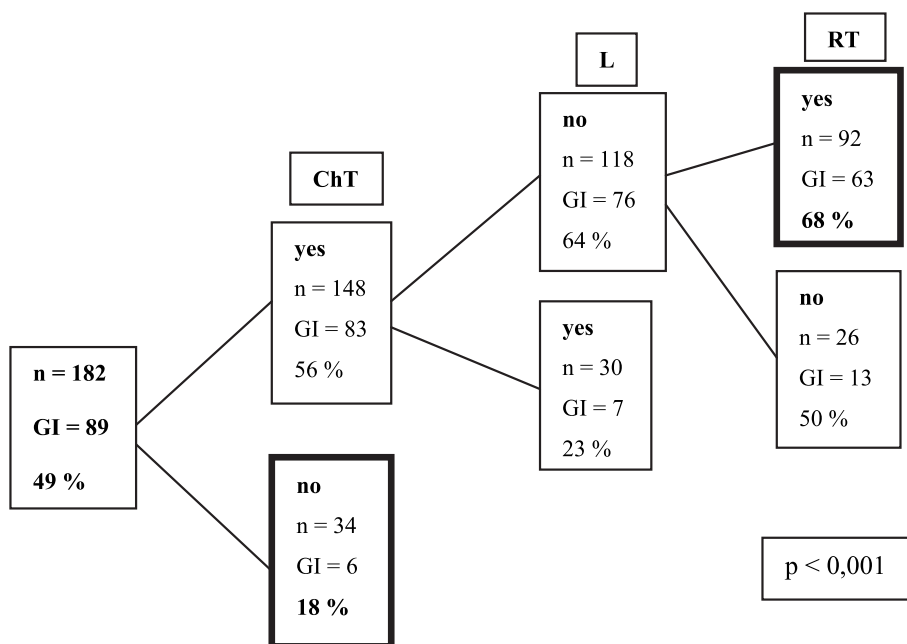 RT
yes
n = 92
GI = 63
68 %
L
no
n = 118
GI = 76
64 %
ChT
yes
n = 148
GI = 83
56 %
no
n = 26
GI = 13
50 %
yes
n = 30
GI = 7
23 %
n = 182
GI = 89
49 %
no
n = 34
GI = 6
18 %
p < 0,001